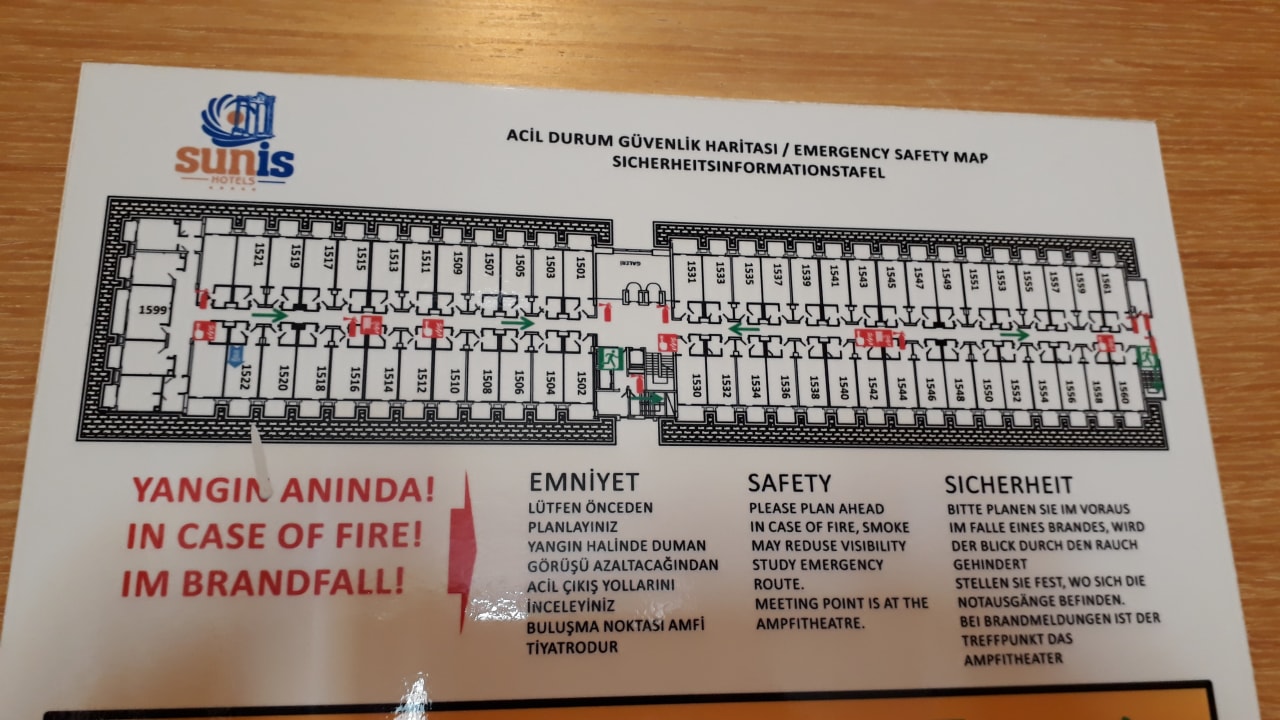 sunis
HOTELS
ACİL DURUM GÜVENLİK HARİTASI / EMERGENCY SAFETY MAP
SICHERHEITSINFORMATIONSTAFEL
1521 1519 1517 1515 1513 1511 1509 1507 1505 1503 1501
GALERI
1531 1533 1535 1537 1539 1541 1543 1545 1547 1549 1551 1553 1555 1557 1559 1561
1599
1522 1520 1518 1516 1514 1512 1510 1508 1506 1504 1502
1530 1532 1534 1536 1538 1540 1542 1544 1546 1548 1550 1552 1554 1556 1558 1560
YANGIN ANINDA!
IN CASE OF FIRE!
IM BRANDFALL!
EMNİYET
LÜTFEN ÖNCEDEN
PLANLAYINIZ
YANGIN HALİNDE DUMAN
GÖRÜŞÜ AZALTACAĞINDAN
ACİL ÇIKIŞ YOLLARINI
İNCELEYİNİZ
BULUŞMA NOKTASI AMFİ
TİYATRODUR
SAFETY
PLEASE PLAN AHEAD
IN CASE OF FIRE, SMOKE
MAY REDUSE VISIBILITY
STUDY EMERGENCY
ROUTE.
MEETING POINT IS AT THE
AMPFITHEATRE.
SICHERHEIT
BITTE PLANEN SIE IM VORAUS
IM FALLE EINES BRANDES, WIRD
DER BLICK DURCH DEN RAUCH
GEHINDERT
STELLEN SIE FEST, WO SICH DIE
NOTAUSGÄNGE BEFINDEN.
BEI BRANDMELDUNGEN IST DER
TREFFPUNKT DAS
AMPFITHEATER